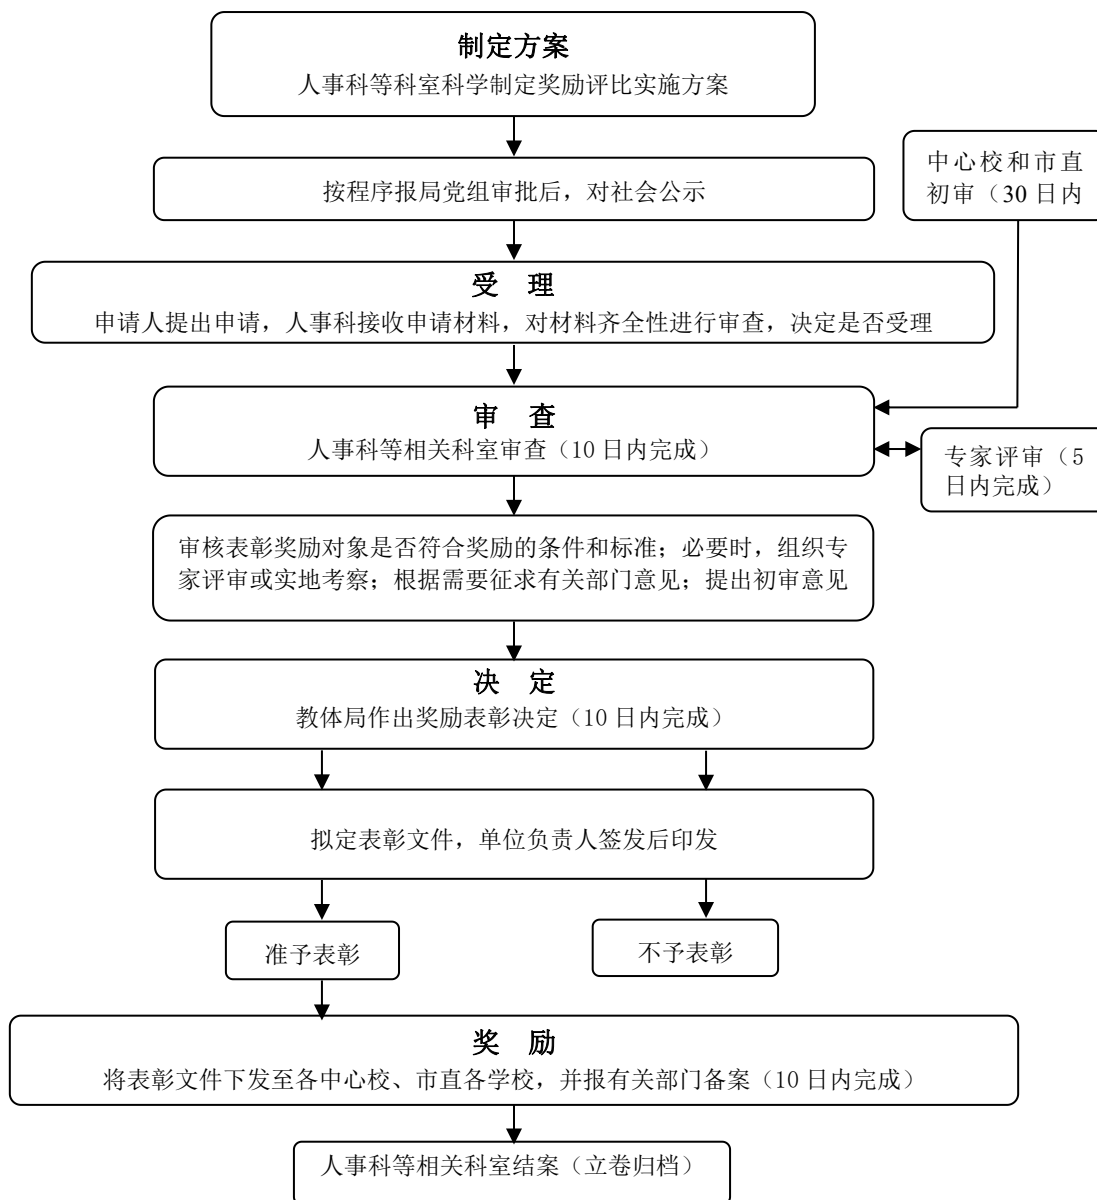 制定方案
人事科等科室科学制定奖励评比实施方案
按程序报局党组审批后，对社会公示
中心校和市直
初审（30 日内
受 理
申请人提出申请，人事科接收申请材料，对材料齐全性进行审查，决定是否受理
审 查
人事科等相关科室审查（10 日内完成）
专家评审（5
日内完成）
审核表彰奖励对象是否符合奖励的条件和标准；必要时，组织专
家评审或实地考察；根据需要征求有关部门意见；提出初审意见
决 定
教体局作出奖励表彰决定（10 日内完成）
拟定表彰文件，单位负责人签发后印发
准予表彰
不予表彰
奖 励
将表彰文件下发至各中心校、市直各学校，并报有关部门备案（10 日内完成）
人事科等相关科室结案（立卷归档）